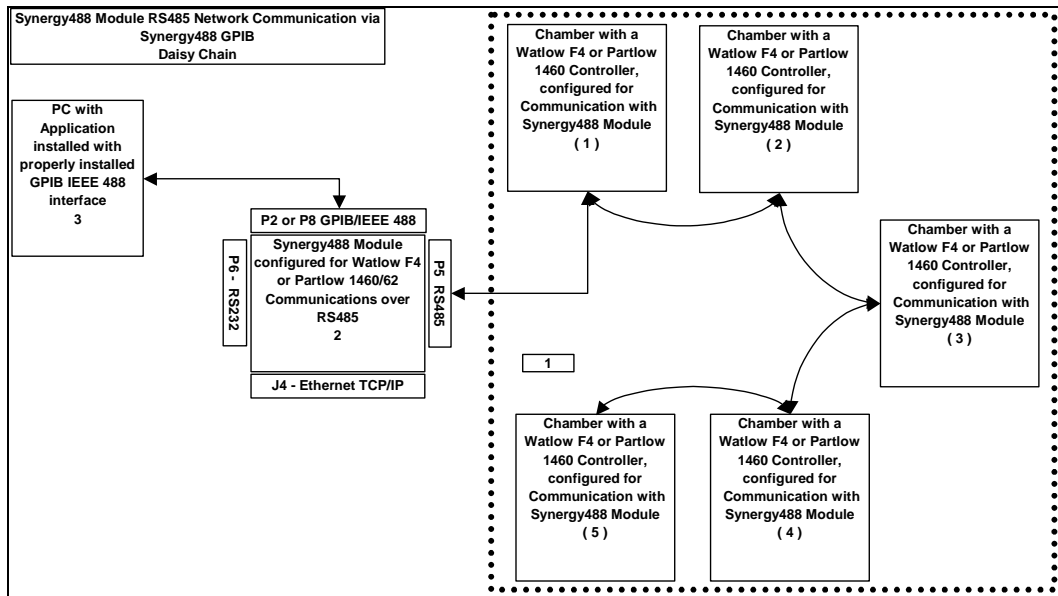 Synergy488 Module RS485 Network Communication via
Synergy488 GPIB
Daisy Chain
PC with
Application
installed with
properly installed
GPIB IEEE 488
interface
3
P2 or P8 GPIB/IEEE 488
P6 - RS232
Synergy488 Module
configured for Watlow F4
or Partlow 1460/62
Communications over
RS485
2
P5 RS485
J4 - Ethernet TCP/IP
Chamber with a
Watlow F4 or Partlow
1460 Controller,
configured for
Communication with
Synergy488 Module
( 1 )
Chamber with a
Watlow F4 or Partlow
1460 Controller,
configured for
Communication with
Synergy488 Module
( 2 )
Chamber with a
Watlow F4 or Partlow
1460 Controller,
configured for
Communication with
Synergy488 Module
( 3 )
1
Chamber with a
Watlow F4 or Partlow
1460 Controller,
configured for
Communication with
Synergy488 Module
( 5 )
Chamber with a
Watlow F4 or Partlow
1460 Controller,
configured for
Communication with
Synergy488 Module
( 4 )